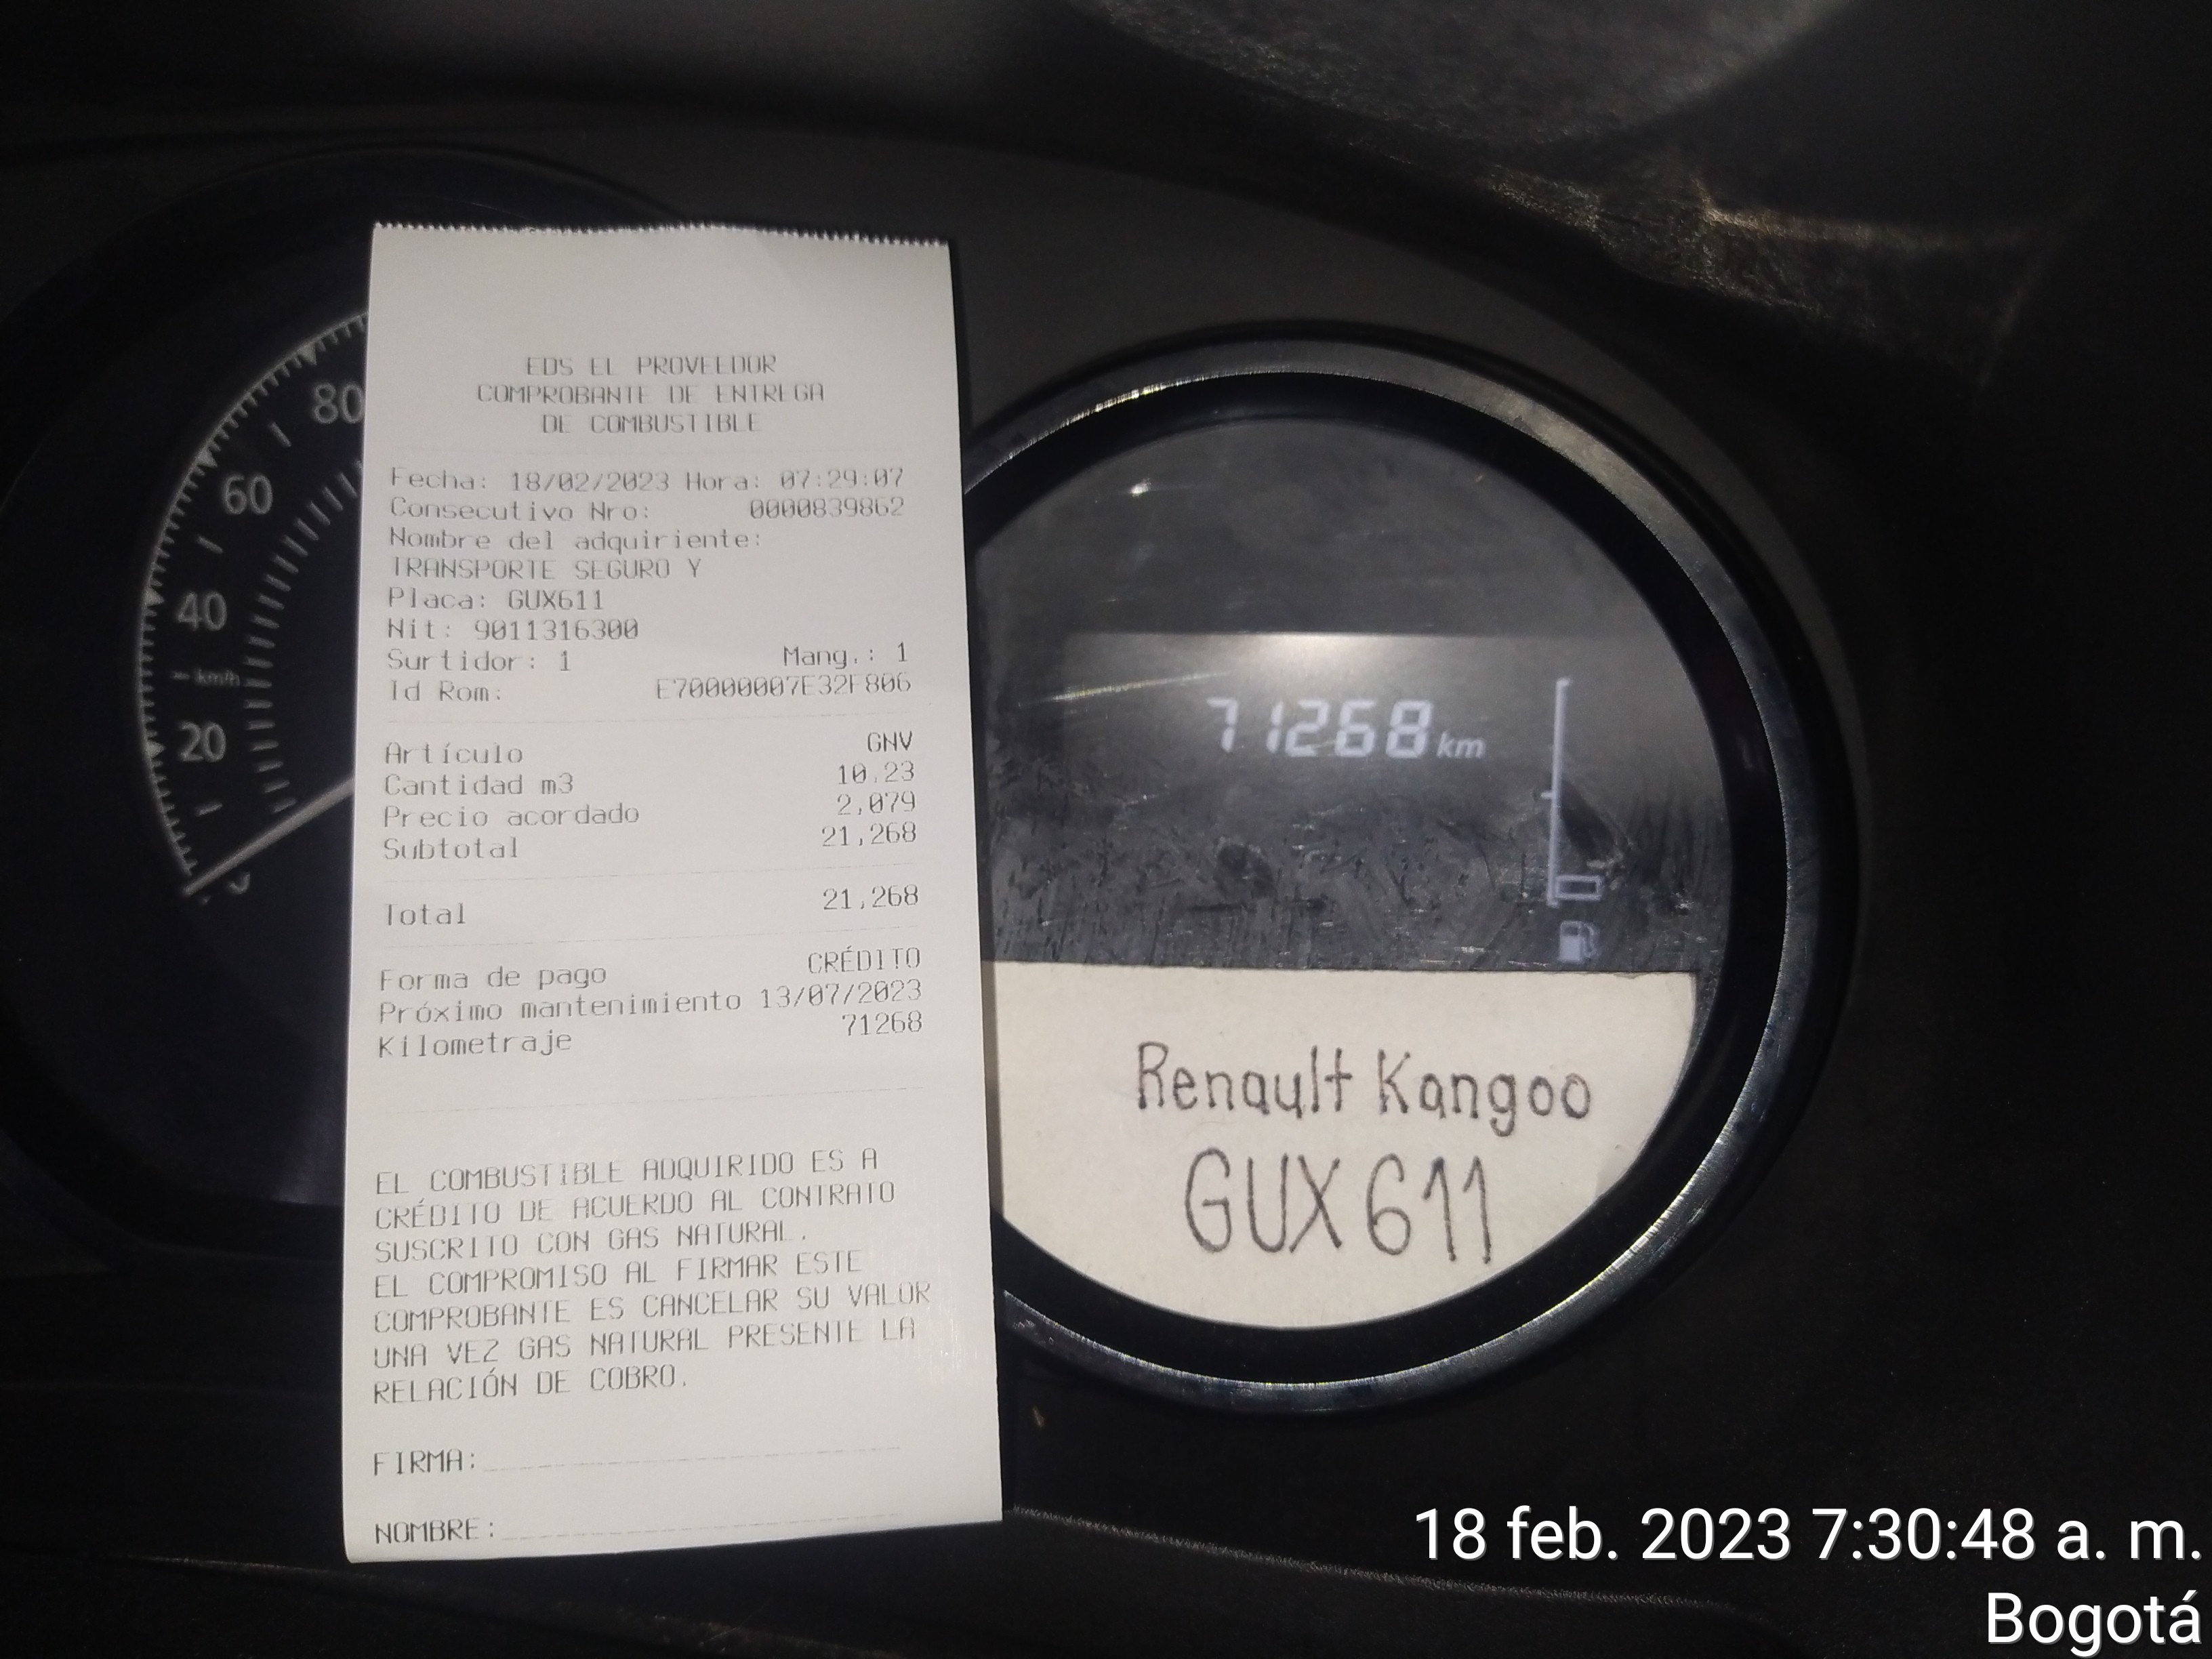 EDS EL PROVEEDOR
COMPROBANTE DE ENTREGA
DE COMBUSTIBLE
Fecha: 18/02/2023 Hora: 07:29:07
Consecutivo Nro: 0000839862
Nombre del adquiriente:
TRANSPORTE SEGURO Y
Placa: GUX611
Nit: 9011316300
Surtidor: 1 Mang.: 1
Id Rom: E70000007E32F806
Artículo GNV
Cantidad m3 10.23
Precio acordado 2,079
Subtotal 21,268
Total 21,268
Forma de pago CRÉDITO
Próximo mantenimiento 13/07/2023
Kilometraje 71268
EL COMBUSTIBLE ADQUIRIDO ES A
CRÉDITO DE ACUERDO AL CONTRATO
SUSCRITO CON GAS NATURAL.
EL COMPROMISO AL FIRMAR ESTE
COMPROBANTE ES CANCELAR SU VALOR
UNA VEZ GAS NATURAL PRESENTE LA
RELACIÓN DE COBRO.
FIRMA:
NOMBRE:
80
60
40
km/h
20
71268 km
Renault Kangoo
GUX 611
18 feb. 2023 7:30:48 a. m.
Bogotá